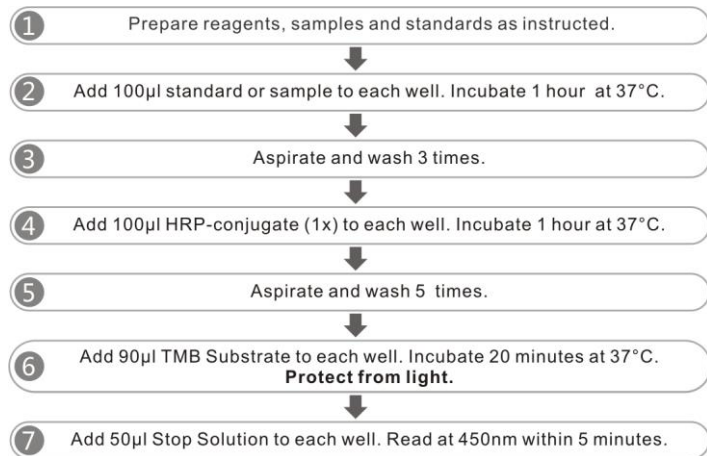 1 Prepare reagents, samples and standards as instructed.
2 Add 100μl standard or sample to each well. Incubate 1 hour at 37°C.
3 Aspirate and wash 3 times.
4 Add 100μl HRP-conjugate (1x) to each well. Incubate 1 hour at 37°C.
5 Aspirate and wash 5 times.
6 Add 90μl TMB Substrate to each well. Incubate 20 minutes at 37°C.
Protect from light.
7 Add 50μl Stop Solution to each well. Read at 450nm within 5 minutes.